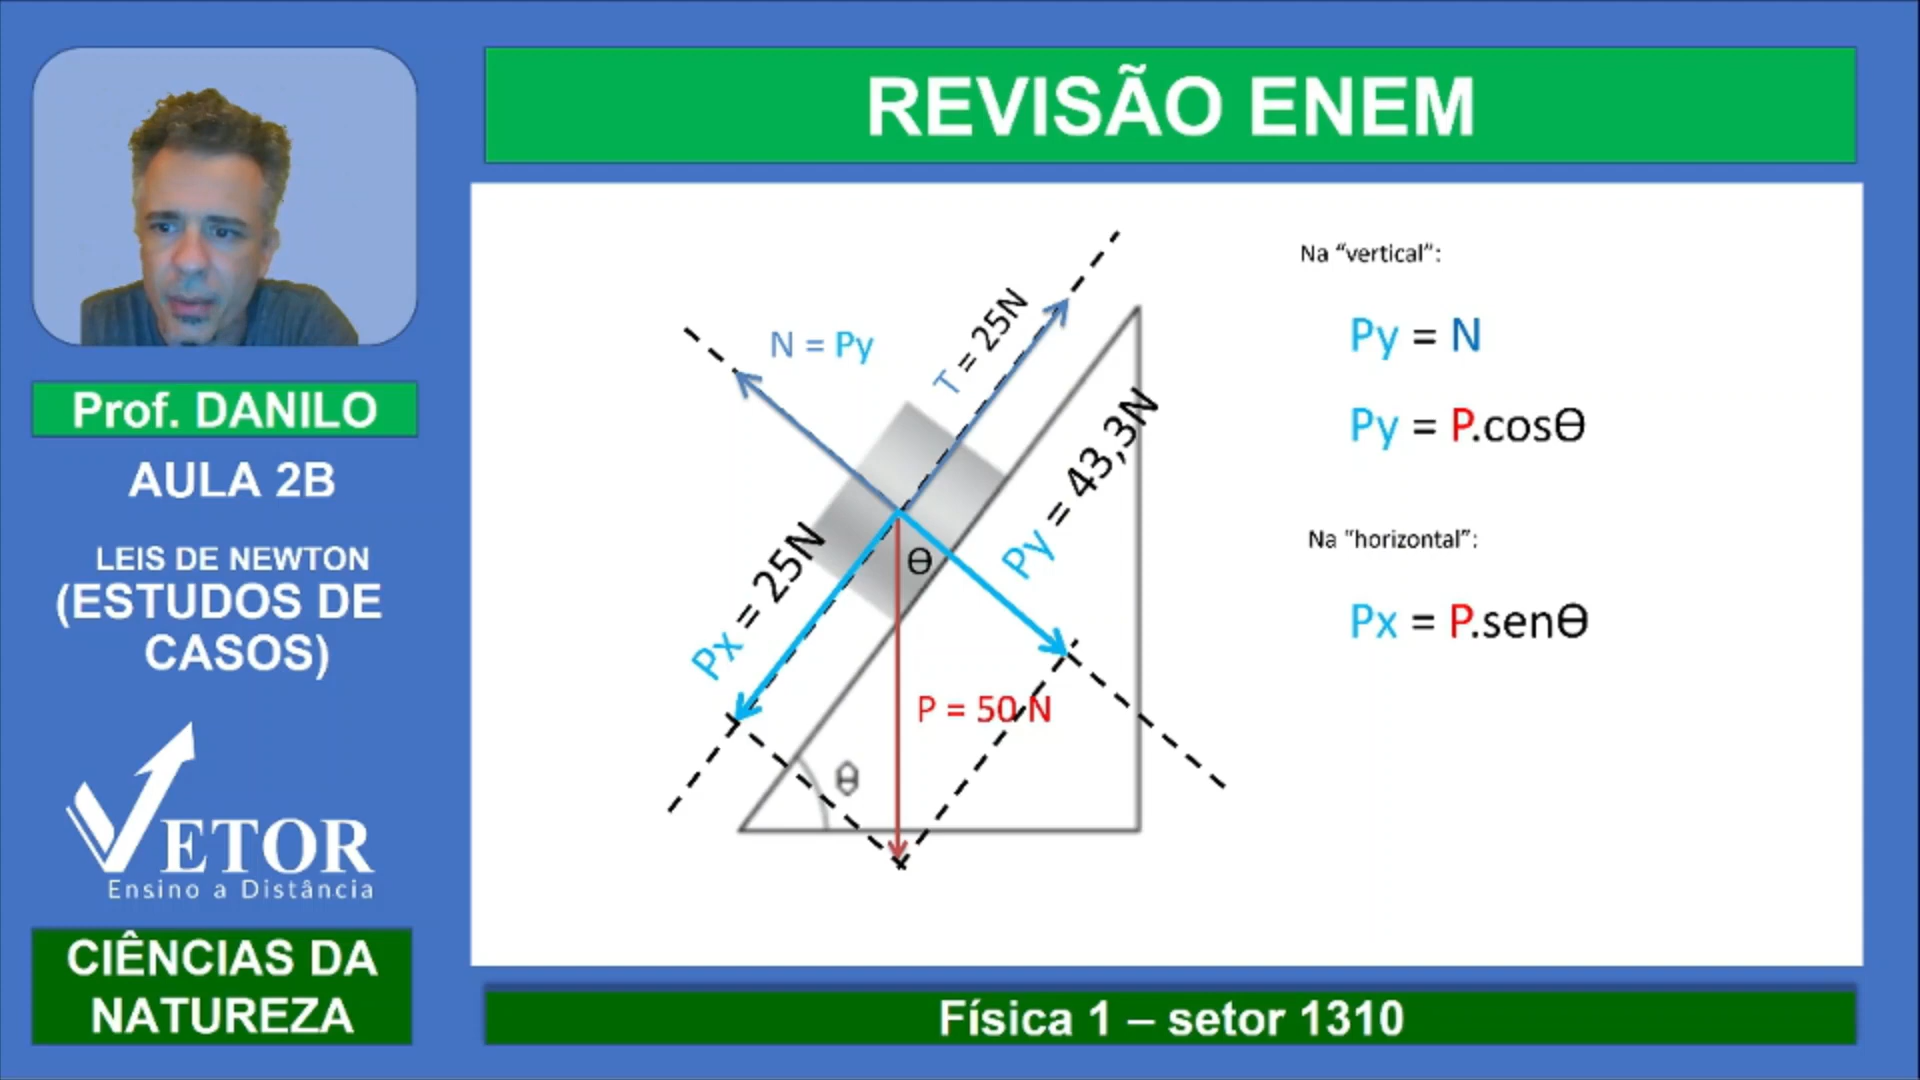 REVISÃO ENEM
Prof. DANILO
AULA 2B
LEIS DE NEWTON
(ESTUDOS DE
CASOS)
VETOR
Ensino a Distância
CIÊNCIAS DA
NATUREZA
N = Py
T = 25N
Px = 25N
Py = 43,3N
θ
P = 50 N
θ
Na “vertical”:
Py = N
Py = P.cosθ
Na “horizontal”:
Px = P.senθ
Física 1 – setor 1310